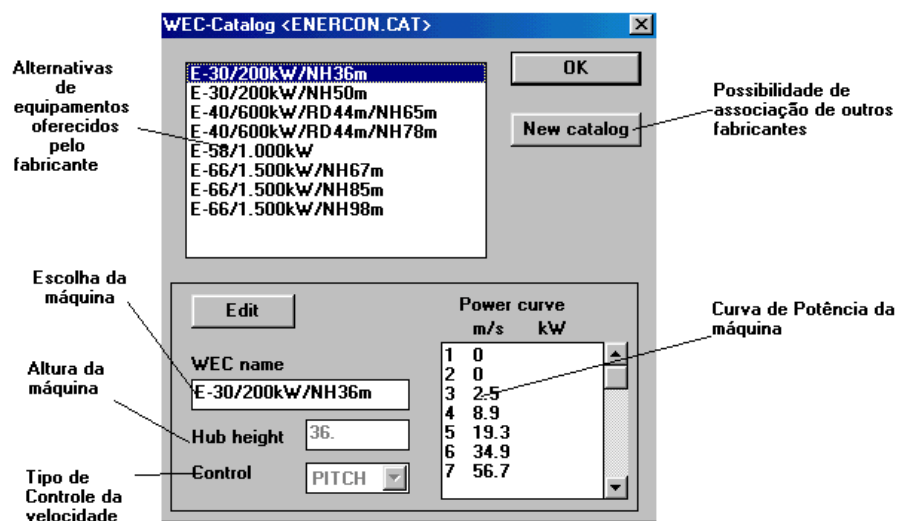 WEC-Catalog <ENERCON.CAT>
Alternativas
de
equipamentos
oferecidos
pelo
fabricante
E-30/200kW/NH36m
E-30/200kW/NH50m
E-40/600kW/RD44m/NH65m
E-40/600kW/RD44m/NH78m
E-58/1.000kW
E-66/1.500kW/NH67m
E-66/1.500kW/NH85m
E-66/1.500kW/NH98m
OK
New catalog
Possibilidade de
associação de outros
fabricantes
Escolha da
máquina
Altura da
máquina
Tipo de
Controle da
velocidade
Edit
WEC name
E-30/200kW/NH36m
Hub height 36.
Control PITCH
Power curve
m/s kW
1 0
2 0
3 2.5
4 8.9
5 19.3
6 34.9
7 56.7
Curva de Potência da
máquina